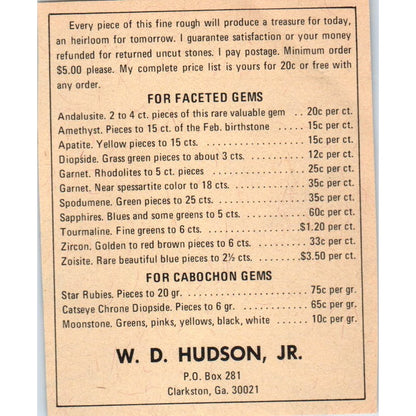 Every piece of this fine rough will produce a treasure for today,
an heirloom for tomorrow. I guarantee satisfaction or your money
refunded for returned uncut stones. I pay postage. Minimum order
$5.00 please. My complete price list is yours for 20c or free with
any order.
FOR FACETED GEMS
Andalusite. 2 to 4 ct. pieces of this rare valuable gem . . 20c per ct.
Amethyst. Pieces to 15 ct. of the Feb. birthstone . . . . 15c per ct.
Apatite. Yellow pieces to 15 cts. . . . . . . . . . . . 15c per ct.
Diopside. Grass green pieces to about 3 cts. . . . . . . . 12c per ct.
Garnet. Rhodolites to 5 ct. pieces . . . . . . . . . . 25c per ct.
Garnet. Near spessartite color to 18 cts. . . . . . . . . 35c per ct.
Spodumene. Green pieces to 25 cts. . . . . . . . . . . . 35c per ct.
Sapphires. Blues and some greens to 5 cts. . . . . . . . . 60c per ct.
Tourmaline. Fine greens to 6 cts. . . . . . . . . . . $1.20 per ct.
Zircon. Golden to red brown pieces to 6 cts. . . . . . . . 33c per ct.
Zoisite. Rare beautiful blue pieces to 2½ cts. . . . . . $3.50 per ct.
FOR CABOCHON GEMS
Star Rubies. Pieces to 20 gr. . . . . . . . . . . . . 75c per gr.
Catseye Chrone Diopside. Pieces to 6 gr. . . . . . . . . 65c per gr.
Moonstone. Greens, pinks, yellows, black, white . . . . . 10c per gr.
W. D. HUDSON, JR.
P.O. Box 281
Clarkston, Ga. 30021